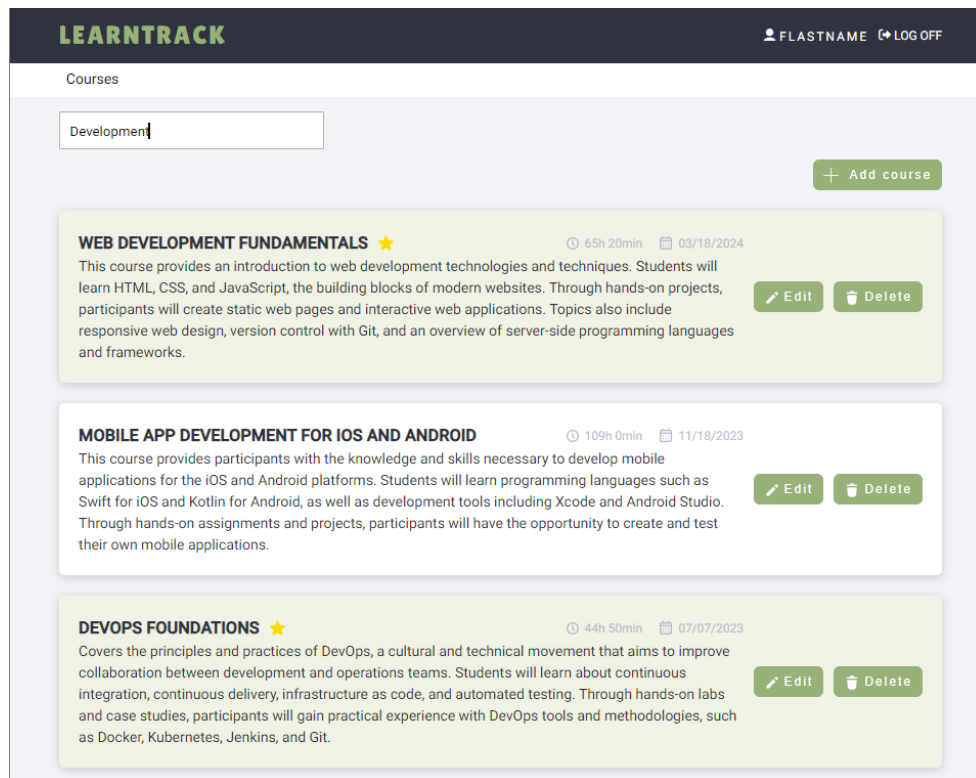 LEARNTRACK
FLASTNAME LOG OFF
Courses
Development
Add course
WEB DEVELOPMENT FUNDAMENTALS 65h 20min 03/18/2024
This course provides an introduction to web development technologies and techniques. Students will
learn HTML, CSS, and JavaScript, the building blocks of modern websites. Through hands-on projects,
participants will create static web pages and interactive web applications. Topics also include
responsive web design, version control with Git, and an overview of server-side programming languages
and frameworks.
Edit Delete
MOBILE APP DEVELOPMENT FOR IOS AND ANDROID 109h 0min 11/18/2023
This course provides participants with the knowledge and skills necessary to develop mobile
applications for the iOS and Android platforms. Students will learn programming languages such as
Swift for iOS and Kotlin for Android, as well as development tools including Xcode and Android Studio.
Through hands-on assignments and projects, participants will have the opportunity to create and test
their own mobile applications.
Edit Delete
DEVOPS FOUNDATIONS 44h 50min 07/07/2023
Covers the principles and practices of DevOps, a cultural and technical movement that aims to improve
collaboration between development and operations teams. Students will learn about continuous
integration, continuous delivery, infrastructure as code, and automated testing. Through hands-on labs
and case studies, participants will gain practical experience with DevOps tools and methodologies, such
as Docker, Kubernetes, Jenkins, and Git.
Edit Delete